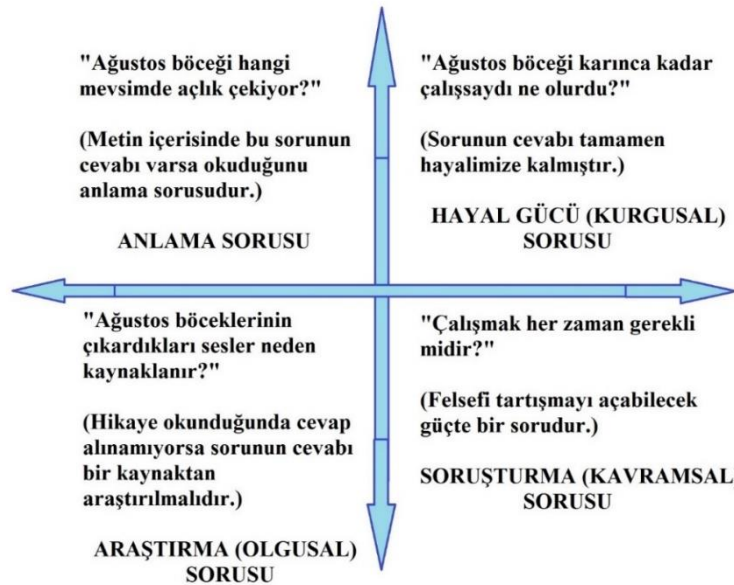 "Ağustos böceği hangi
mevsimde açlık çekiyor?"
(Metin içerisinde bu sorunun
cevabı varsa okuduğunu
anlama sorusudur.)
ANLAMA SORUSU
"Ağustos böceği karınca kadar
çalışsaydı ne olurdu?"
(Sorunun cevabı tamamen
hayalimize kalmıştır.)
HAYAL GÜCÜ (KURGUSAL)
SORUSU
"Ağustos böceklerinin
çıkardıkları sesler neden
kaynaklanır?"
(Hikaye okunduğunda cevap
alınamıyorsa sorunun cevabı
bir kaynaktan
araştırılmalıdır.)
ARAŞTIRMA (OLGUSAL)
SORUSU
"Çalışmak her zaman gerekli
midir?"
(Felsefi tartışmayı açabilecek
güçte bir sorudur.)
SORUŞTURMA (KAVRAMSAL
SORUSU